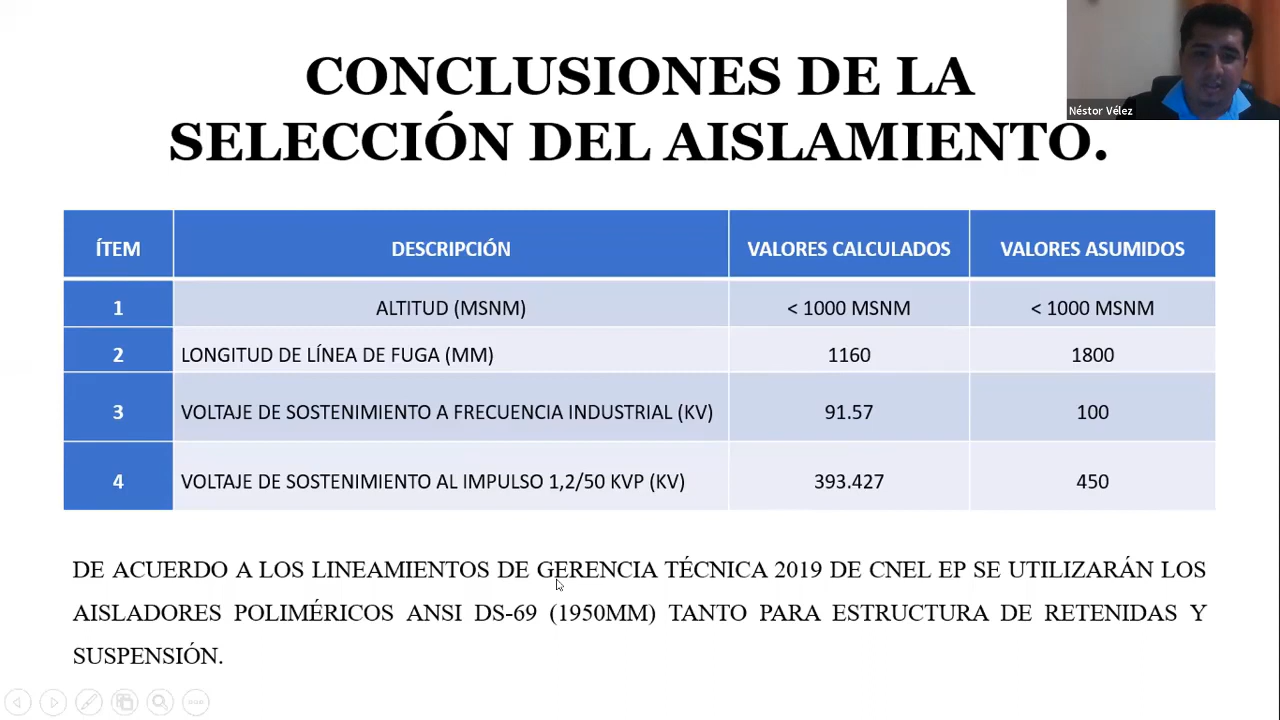 CONCLUSIONES DE LA
SELECCIÓN DEL AISLAMIENTO.
Néstor Vélez
ÍTEM DESCRIPCIÓN VALORES CALCULADOS VALORES ASUMIDOS
1 ALTITUD (MSNM) < 1000 MSNM < 1000 MSNM
2 LONGITUD DE LÍNEA DE FUGA (MM) 1160 1800
3 VOLTAJE DE SOSTENIMIENTO A FRECUENCIA INDUSTRIAL (KV) 91.57 100
4 VOLTAJE DE SOSTENIMIENTO AL IMPULSO 1,2/50 KVP (KV) 393.427 450
DE ACUERDO A LOS LINEAMIENTOS DE GERENCIA TÉCNICA 2019 DE CNEL EP SE UTILIZARÁN LOS
AISLADORES POLIMÉRICOS ANSI DS-69 (1950MM) TANTO PARA ESTRUCTURA DE RETENIDAS Y
SUSPENSIÓN.